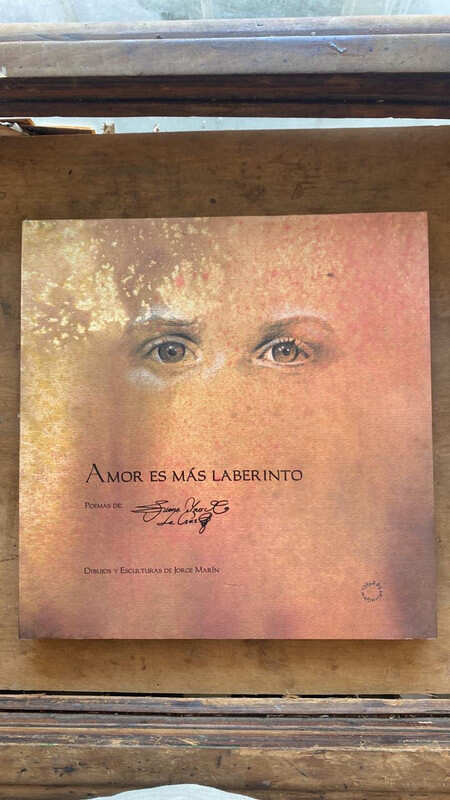 AMOR ES MÁS LABERINTO
POEMAS DE:
DIBUJOS Y ESCULTURAS DE JORGE MARÍN